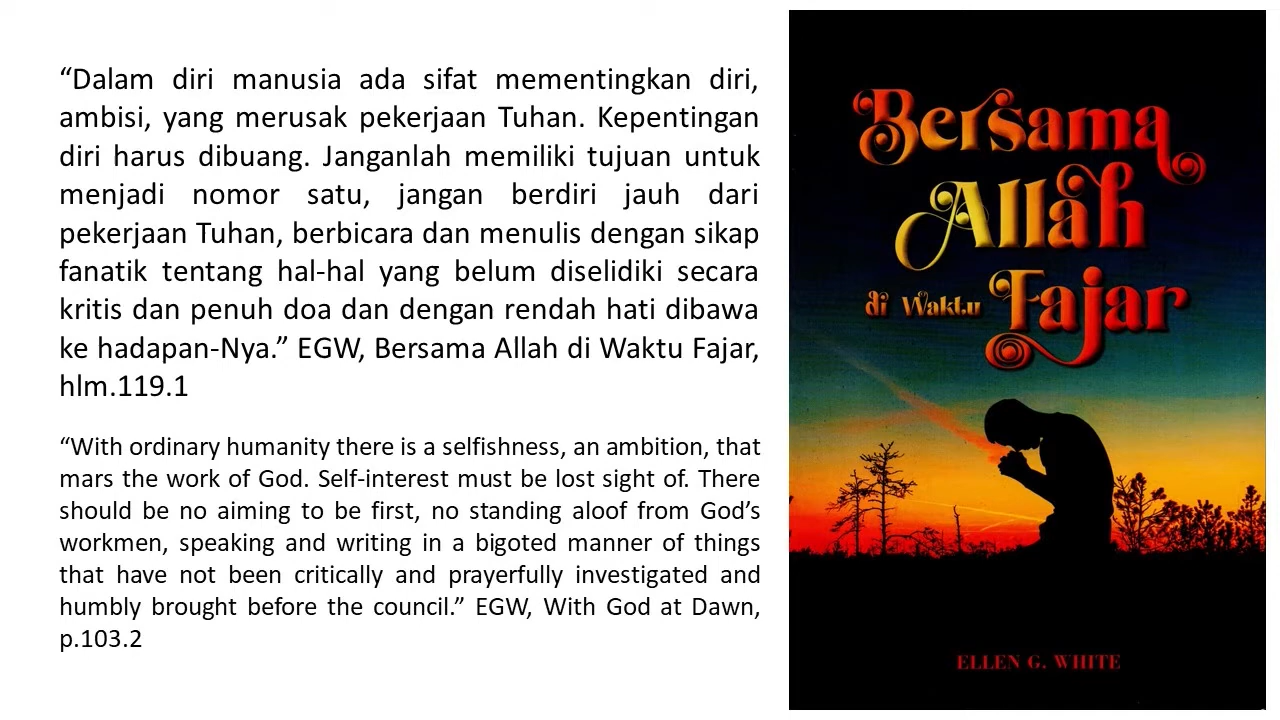 “Dalam diri manusia ada sifat mementingkan diri,
ambisi, yang merusak pekerjaan Tuhan. Kepentingan
diri harus dibuang. Janganlah memiliki tujuan untuk
menjadi nomor satu, jangan berdiri jauh dari
pekerjaan Tuhan, berbicara dan menulis dengan sikap
fanatik tentang hal-hal yang belum diselidiki secara
kritis dan penuh doa dan dengan rendah hati dibawa
ke hadapan-Nya.” EGW, Bersama Allah di Waktu Fajar,
hlm.119.1
“With ordinary humanity there is a selfishness, an ambition, that
mars the work of God. Self-interest must be lost sight of. There
should be no aiming to be first, no standing aloof from God’s
workmen, speaking and writing in a bigoted manner of things
that have not been critically and prayerfully investigated and
humbly brought before the council.” EGW, With God at Dawn,
p.103.2
Bersama
Allah
di Waktu Fajar
ELLEN G. WHITE